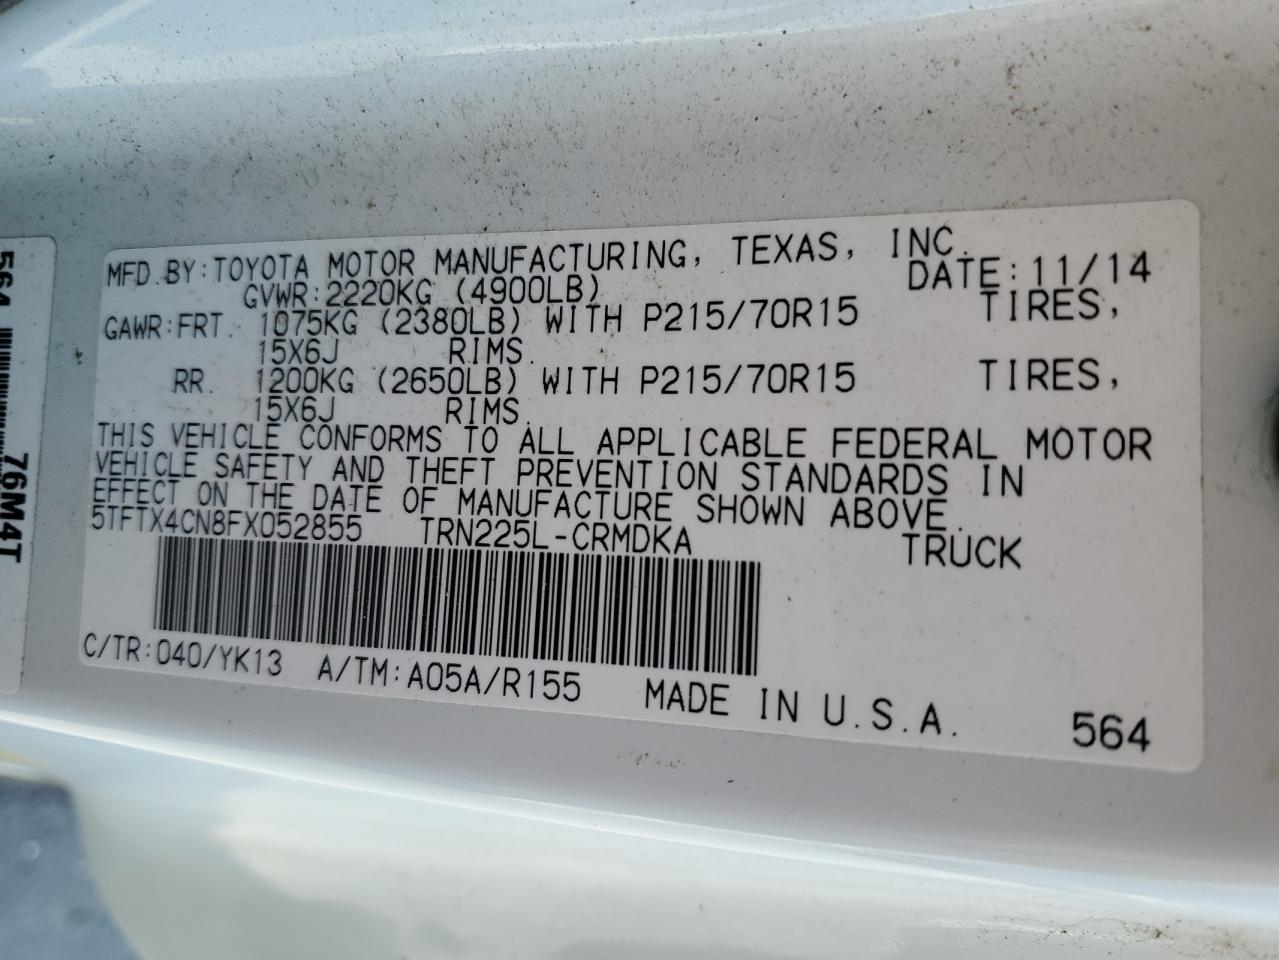 MFD.BY:TOYOTA MOTOR MANUFACTURING, TEXAS, INC.
GVWR:2220KG (4900LB) DATE:11/14
GAWR:FRT. 1075KG (2380LB) WITH P215/70R15 TIRES,
15X6J RIMS.
RR. 1200KG (2650LB) WITH P215/70R15 TIRES,
15X6J RIMS.
THIS VEHICLE CONFORMS TO ALL APPLICABLE FEDERAL MOTOR
VEHICLE SAFETY AND THEFT PREVENTION STANDARDS IN
EFFECT ON THE DATE OF MANUFACTURE SHOWN ABOVE.
5TFTX4CN8FX052855 TRN225L-CRMDKA TRUCK
C/TR:040/YK13 A/TM:A05A/R155 MADE IN U.S.A. 564
564 76M4T